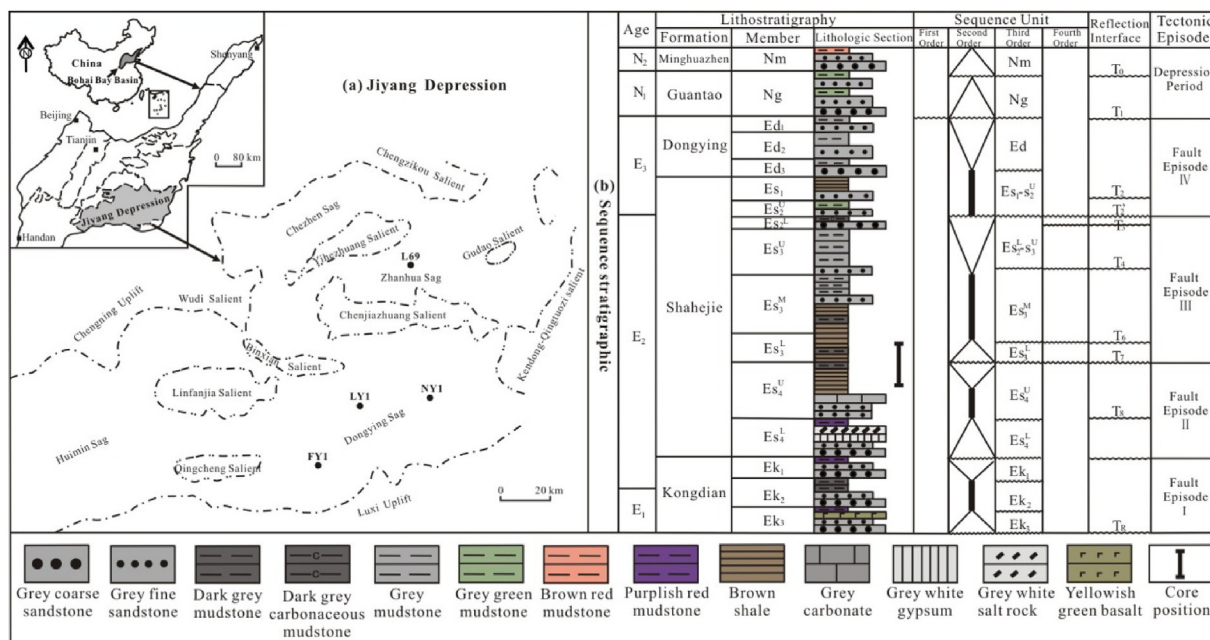 N
China
Bohai Bay Basin
Shenyang
Beijing
Tianjin
0 80 km
Jiyang Depression
Handan
(a) Jiyang Depression
Chengzikou Salient
Chezhen Sag
Yihezhuang Salient
Gudao Salient
L69
Zhanhua Sag
Wudi Salient
Chengning Uplift
Chenjiazhuang Salient
Kendong-Qingtuozi salient
Binxian Salient
Linfanjia Salient
LY1
NY1
Dongying Sag
Huimin Sag
FY1
Qingcheng Salient
Luxi Uplift
0 20 km
(b) Sequence stratigraphic
Age
Lithostratigraphy
Sequence Unit
Reflection Interface
Tectonic Episode
Formation
Member
Lithologic Section
First Order
Second Order
Third Order
Fourth Order
N₂
Minghuazhen
Nm
Nm
T₀
Depression Period
N₁
Guantao
Ng
Ng
T₁
E₃
Dongying
Ed₁
Ed₂
Ed₃
Ed
Fault Episode IV
Es₁
Es₂ᵁ
Es₁-s₂ᵁ
T₂
E₂
Shahejie
Es₂ᴸ
Es₃ᵁ
Es₂ᴸ-s₃ᵁ
T₄
Fault Episode III
Es₃ᴹ
Es₃ᴹ
T₆
Es₃ᴸ
Es₃ᴸ
T₇
Es₄ᵁ
Es₄ᵁ
Fault Episode II
Es₄ᴸ
Es₄ᴸ
Kongdian
Ek₁
Ek₁
Fault Episode I
E₁
Ek₂
Ek₂
Ek₃
Ek₃
T_R
Grey coarse sandstone
Grey fine sandstone
Dark grey mudstone
C
C
Dark grey carbonaceous mudstone
Grey mudstone
Grey green mudstone
Brown red mudstone
Purplish red mudstone
Brown shale
Grey carbonate
Grey white gypsum
Grey white salt rock
Yellowish green basalt
Core position